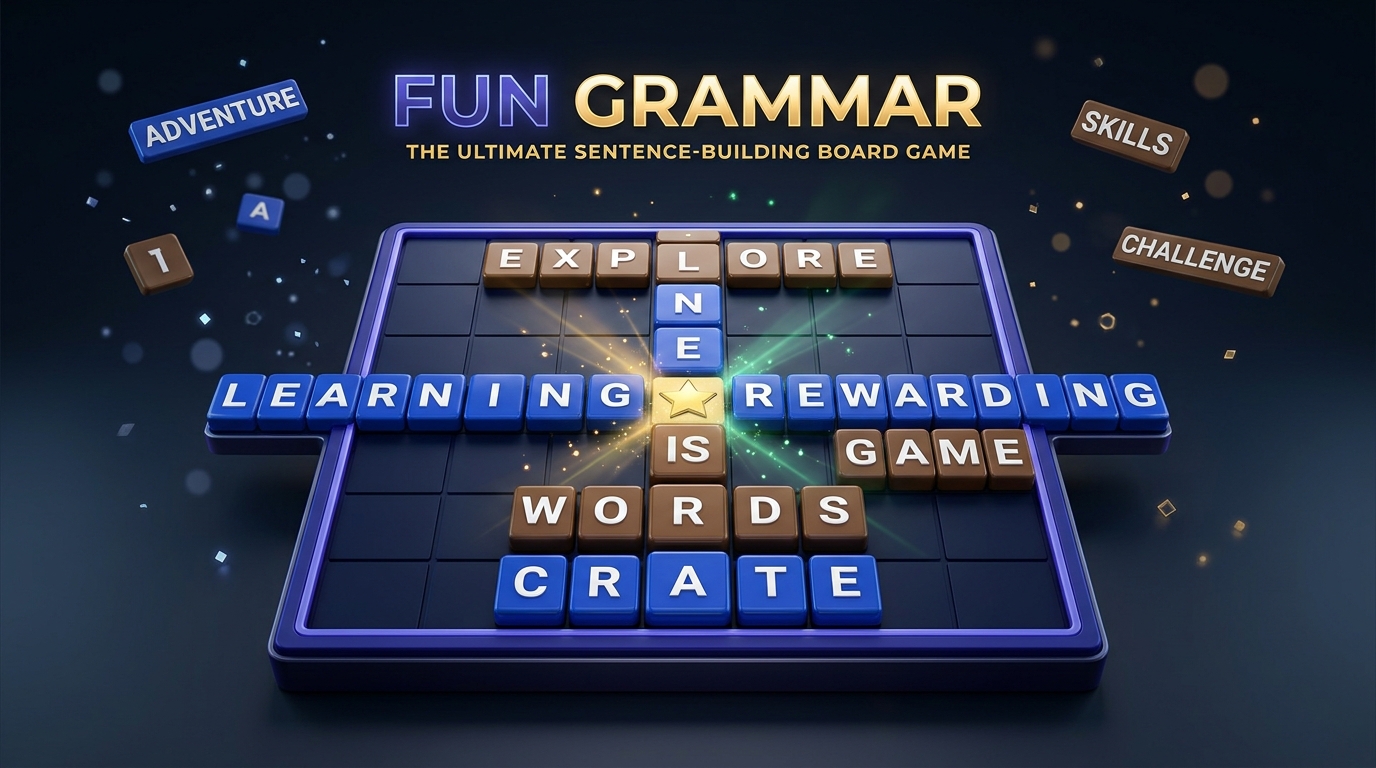 FUN GRAMMAR
THE ULTIMATE SENTENCE-BUILDING BOARD GAME
ADVENTURE
A
1
SKILLS
CHALLENGE
EXPLORE
N
E
LEARNING REWARDING
IS
GAME
WORDS
CRATE